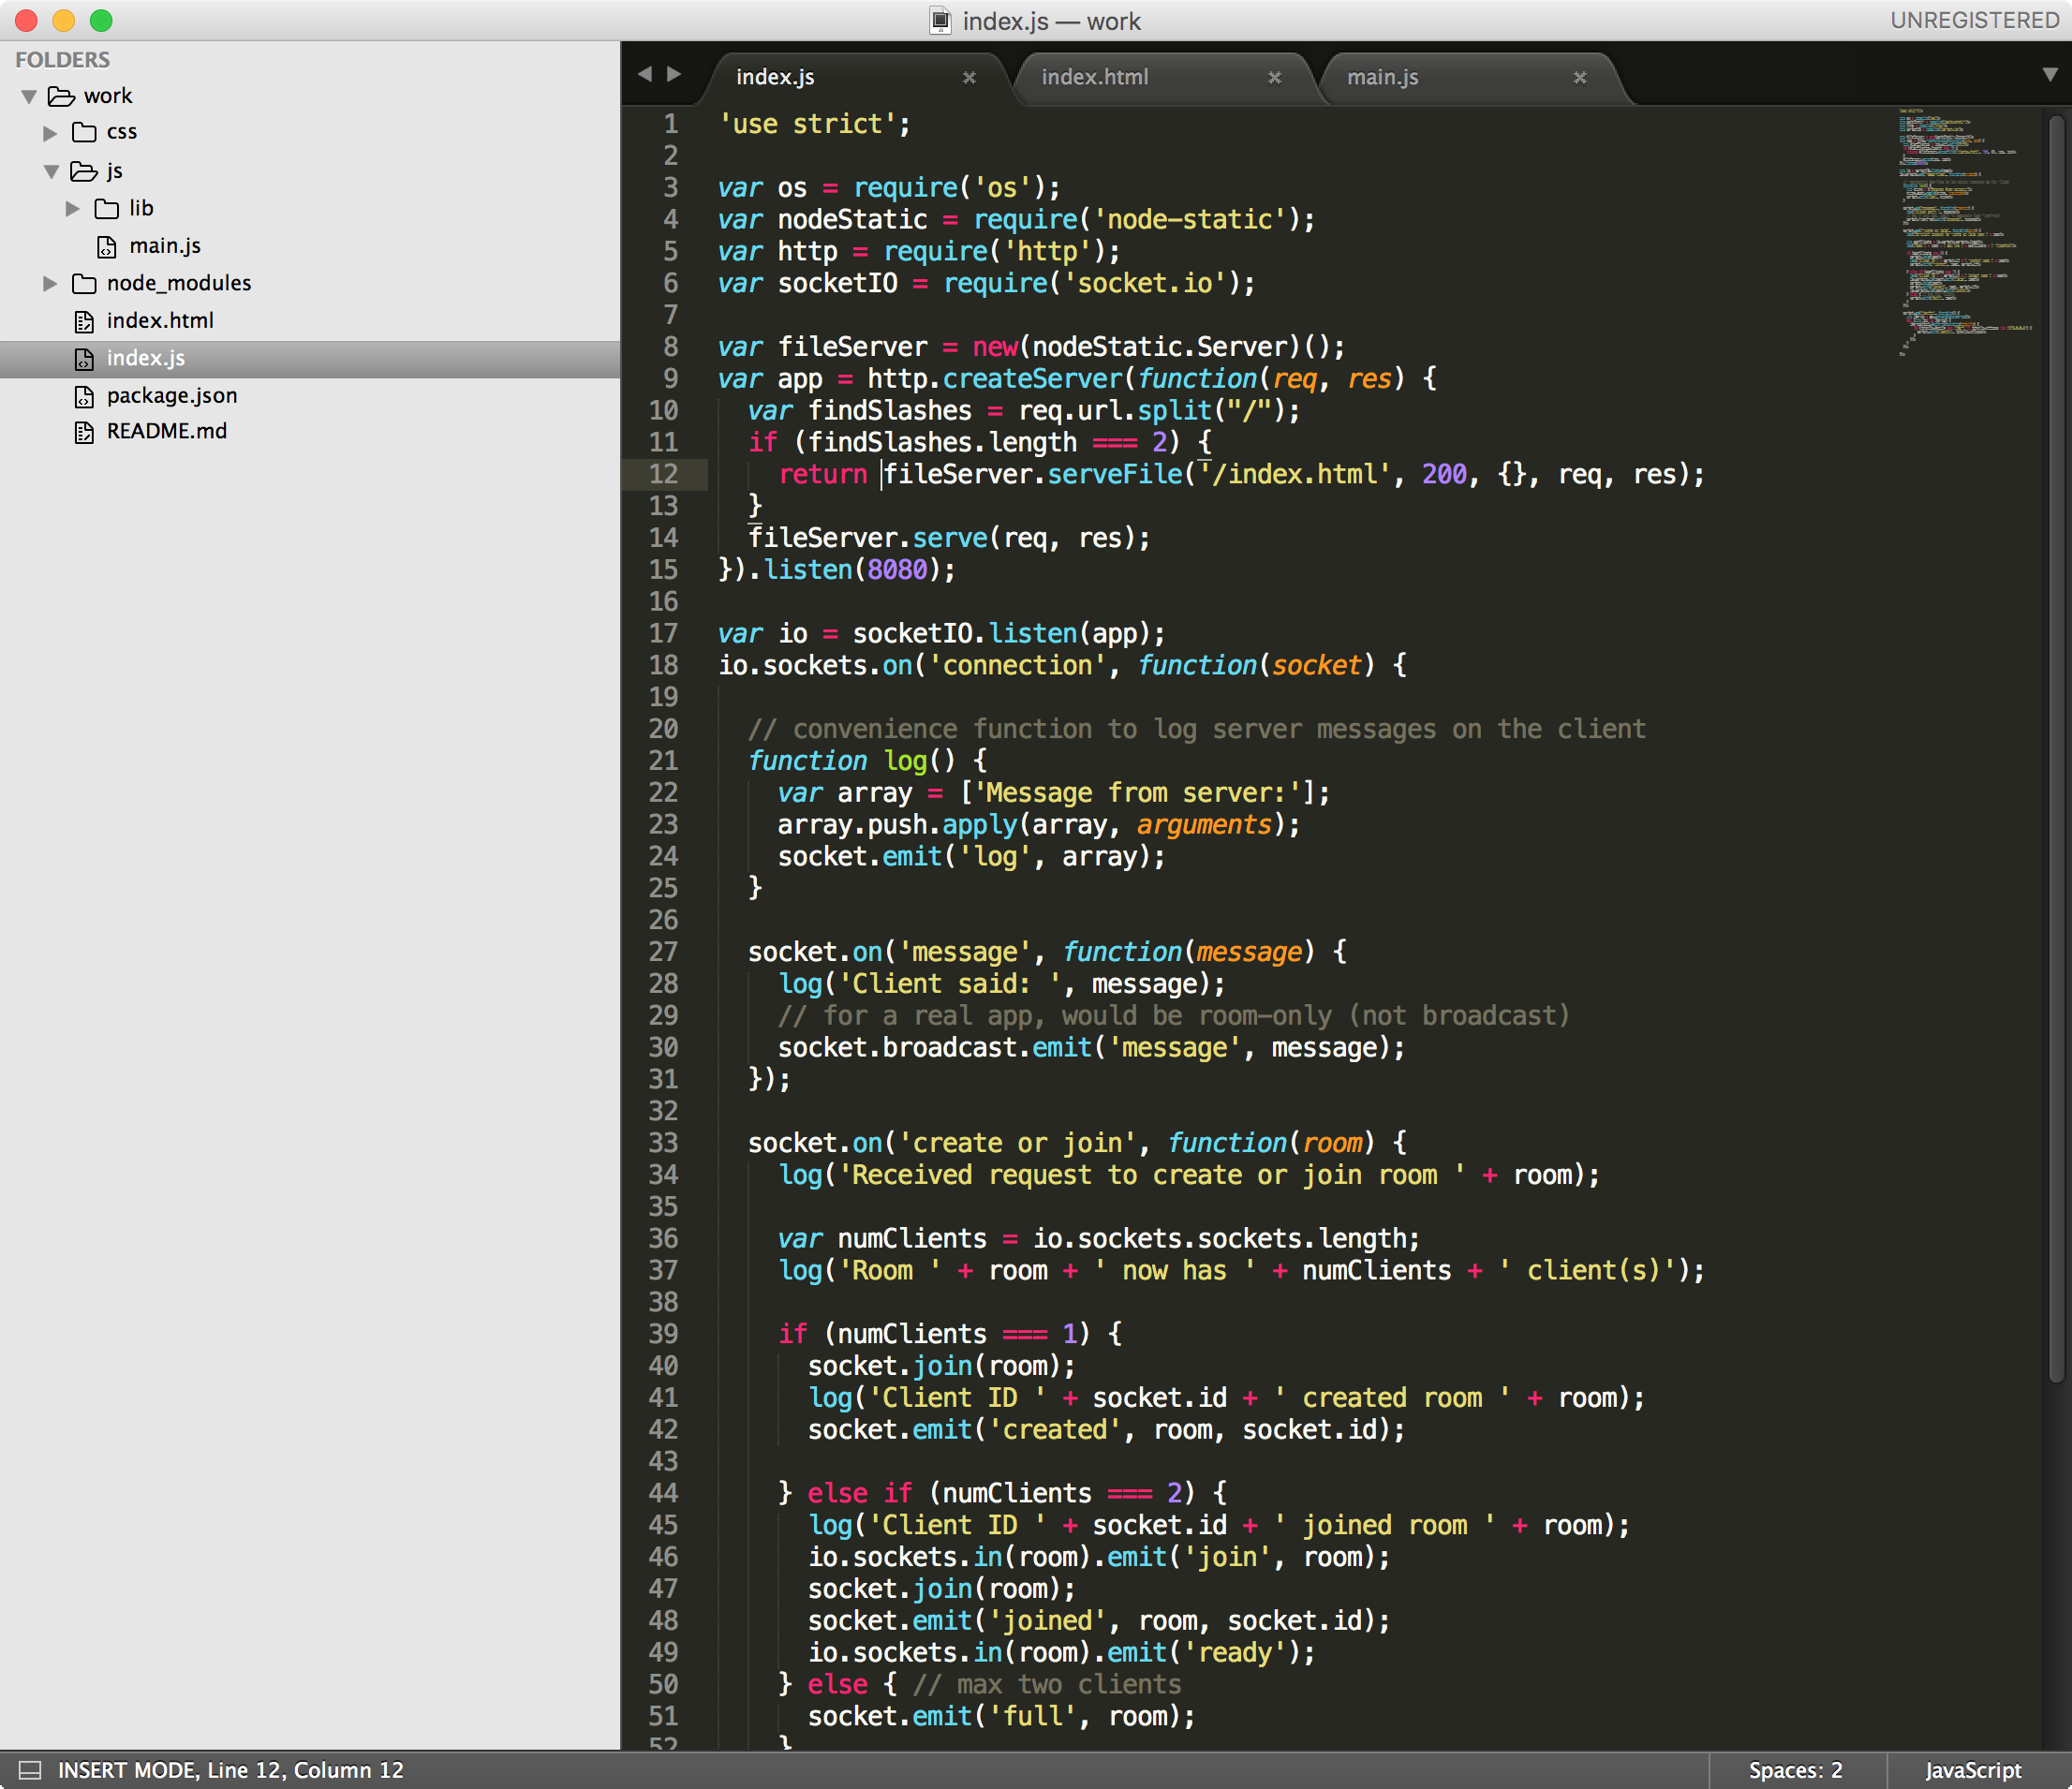 index.js — work
UNREGISTERED
FOLDERS
work
css
js
lib
main.js
node_modules
index.html
index.js
package.json
README.md
index.js
index.html
main.js
1 'use strict';
2
3 var os = require('os');
4 var nodeStatic = require('node-static');
5 var http = require('http');
6 var socketIO = require('socket.io');
7
8 var fileServer = new(nodeStatic.Server)();
9 var app = http.createServer(function(req, res) {
10   var findSlashes = req.url.split("/");
11   if (findSlashes.length === 2) {
12     return fileServer.serveFile('/index.html', 200, {}, req, res);
13   }
14   fileServer.serve(req, res);
15 }).listen(8080);
16
17 var io = socketIO.listen(app);
18 io.sockets.on('connection', function(socket) {
19
20   // convenience function to log server messages on the client
21   function log() {
22     var array = ['Message from server:'];
23     array.push.apply(array, arguments);
24     socket.emit('log', array);
25   }
26
27   socket.on('message', function(message) {
28     log('Client said: ', message);
29     // for a real app, would be room-only (not broadcast)
30     socket.broadcast.emit('message', message);
31   });
32
33   socket.on('create or join', function(room) {
34     log('Received request to create or join room ' + room);
35
36     var numClients = io.sockets.sockets.length;
37     log('Room ' + room + ' now has ' + numClients + ' client(s)');
38
39     if (numClients === 1) {
40       socket.join(room);
41       log('Client ID ' + socket.id + ' created room ' + room);
42       socket.emit('created', room, socket.id);
43
44     } else if (numClients === 2) {
45       log('Client ID ' + socket.id + ' joined room ' + room);
46       io.sockets.in(room).emit('join', room);
47       socket.join(room);
48       socket.emit('joined', room, socket.id);
49       io.sockets.in(room).emit('ready');
50     } else { // max two clients
51       socket.emit('full', room);
52     }
INSERT MODE, Line 12, Column 12
Spaces: 2
JavaScript